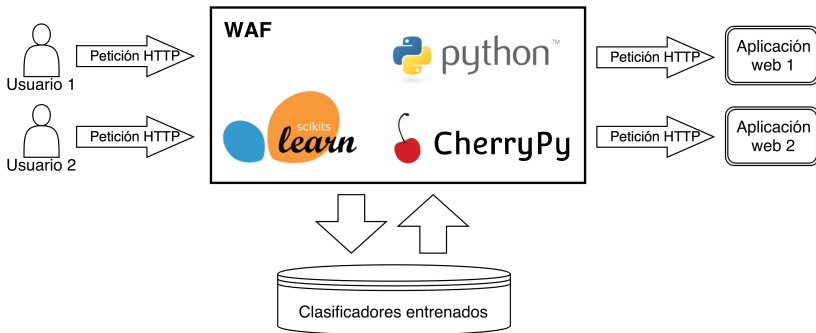 WAF
Petición HTTP
Usuario 1
python™
Petición HTTP
Aplicación
web 1
Petición HTTP
Usuario 2
scikits
learn
CherryPy
Petición HTTP
Aplicación
web 2
Clasificadores entrenados